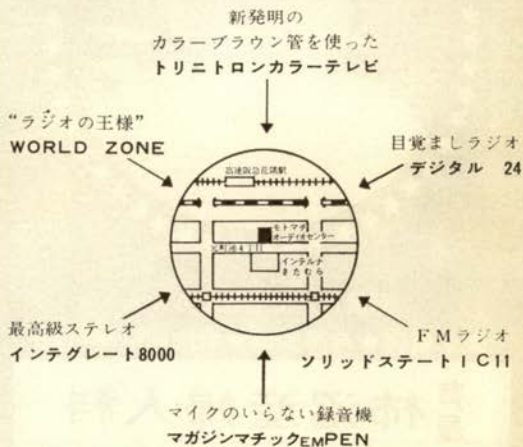 新発明の
カラーブラウン管を使った
トリニトロンカラーテレビ
“ラジオの王様”
WORLD ZONE
目覚ましラジオ
デジタル 24
高速阪急花隈駅
モトマチ
オーディオセンター
元町通4丁目
インテルナ
きたむら
最高級ステレオ
インテグレート8000
FMラジオ
ソリッドステートIC11
マイクのいらない録音機
マガジンマチックEMPEN